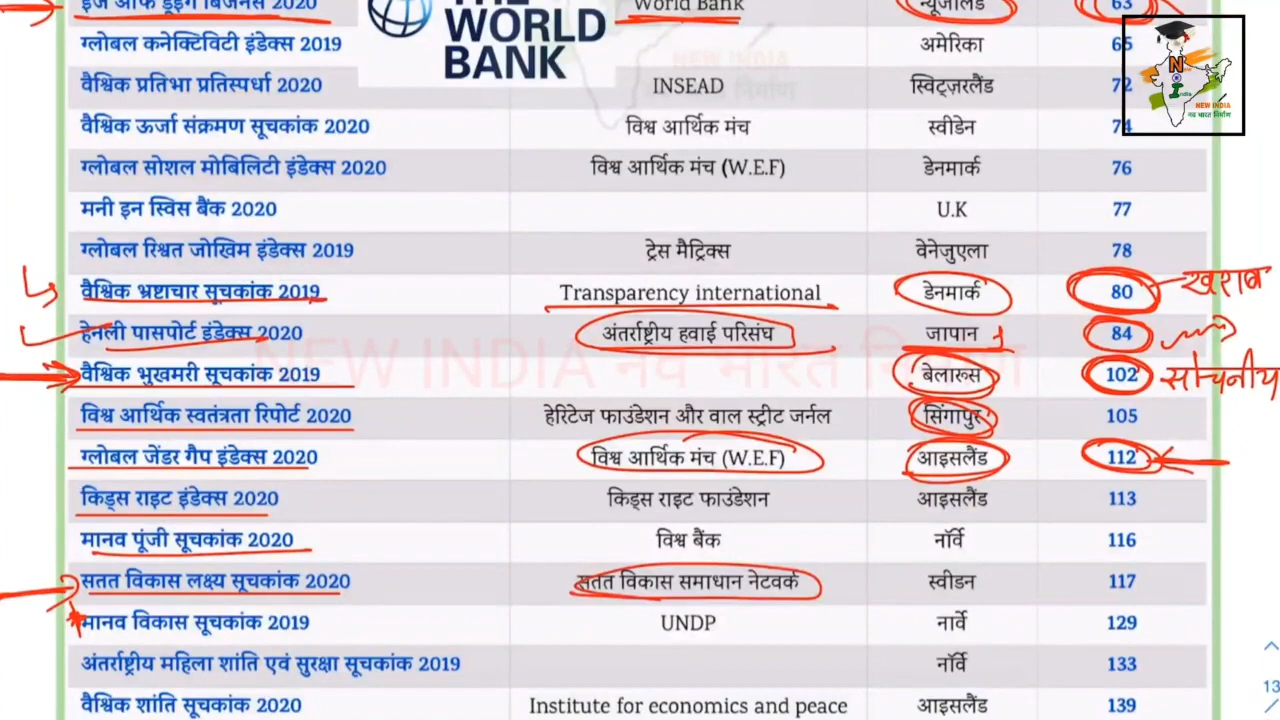 इज ऑफ डूइंग बिजनेस 2020 World Bank न्यूजीलैंड 63
THE WORLD BANK
ग्लोबल कनेक्टिविटी इंडेक्स 2019 अमेरिका 65
वैश्विक प्रतिभा प्रतिस्पर्धा 2020 INSEAD स्विट्ज़रलैंड 72
वैश्विक ऊर्जा संक्रमण सूचकांक 2020 विश्व आर्थिक मंच स्वीडेन 74
ग्लोबल सोशल मोबिलिटी इंडेक्स 2020 विश्व आर्थिक मंच (W.E.F) डेनमार्क 76
मनी इन स्विस बैंक 2020 U.K 77
ग्लोबल रिश्वत जोखिम इंडेक्स 2019 ट्रेस मैट्रिक्स वेनेजुएला 78
वैश्विक भ्रष्टाचार सूचकांक 2019 Transparency international डेनमार्क 80 खराब
हेनली पासपोर्ट इंडेक्स 2020 अंतर्राष्ट्रीय हवाई परिसंघ जापान 1 84
वैश्विक भुखमरी सूचकांक 2019 बेलारूस 102 सोचनीय
विश्व आर्थिक स्वतंत्रता रिपोर्ट 2020 हेरिटेज फाउंडेशन और वाल स्ट्रीट जर्नल सिंगापुर 105
ग्लोबल जेंडर गैप इंडेक्स 2020 विश्व आर्थिक मंच (W.E.F) आइसलैंड 112
किड्स राइट इंडेक्स 2020 किड्स राइट फाउंडेशन आइसलैंड 113
मानव पूंजी सूचकांक 2020 विश्व बैंक नॉर्वे 116
सतत विकास लक्ष्य सूचकांक 2020 सतत विकास समाधान नेटवर्क स्वीडन 117
मानव विकास सूचकांक 2019 UNDP नार्वे 129
अंतर्राष्ट्रीय महिला शांति एवं सुरक्षा सूचकांक 2019 नॉर्वे 133
वैश्विक शांति सूचकांक 2020 Institute for economics and peace आइसलैंड 139
NEW INDIA नव भारत निर्माण
NEW INDIA
नव भारत निर्माण
13